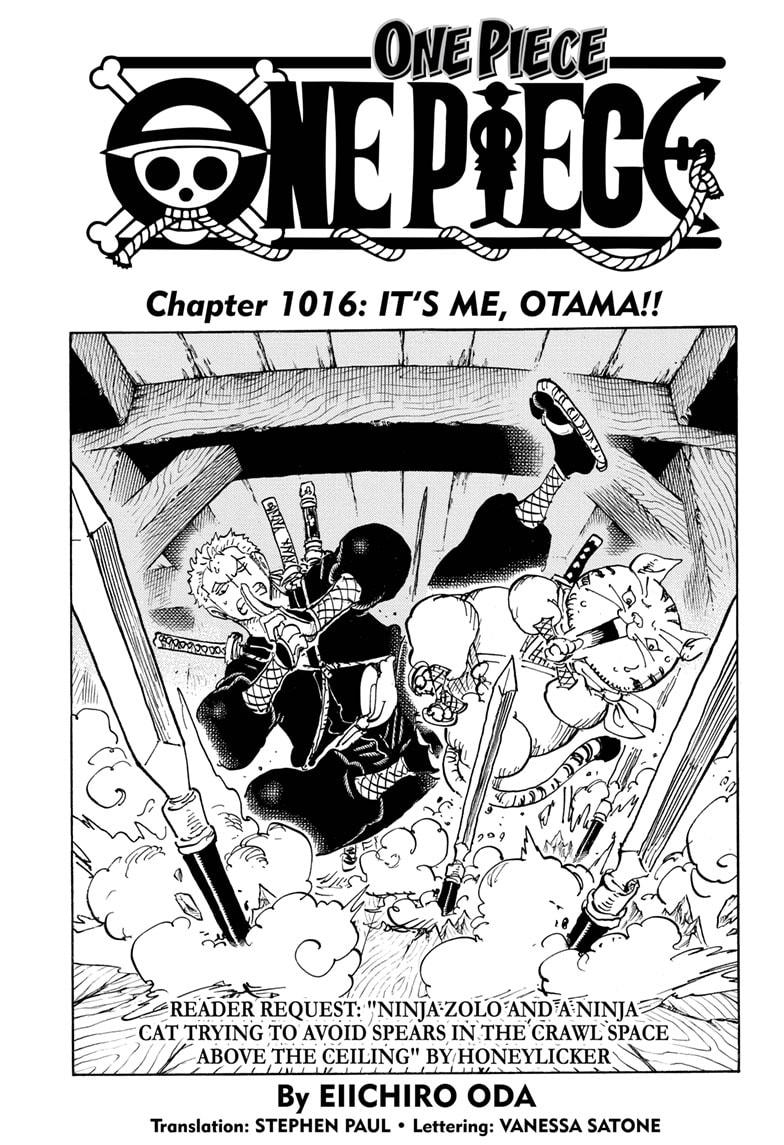 ONE PIECE
ONE PIECE
Chapter 1016: IT'S ME, OTAMA!!
READER REQUEST: "NINJA ZOLO AND A NINJA
CAT TRYING TO AVOID SPEARS IN THE CRAWL SPACE
ABOVE THE CEILING" BY HONEYLICKER
By EIICHIRO ODA
Translation: STEPHEN PAUL • Lettering: VANESSA SATONE